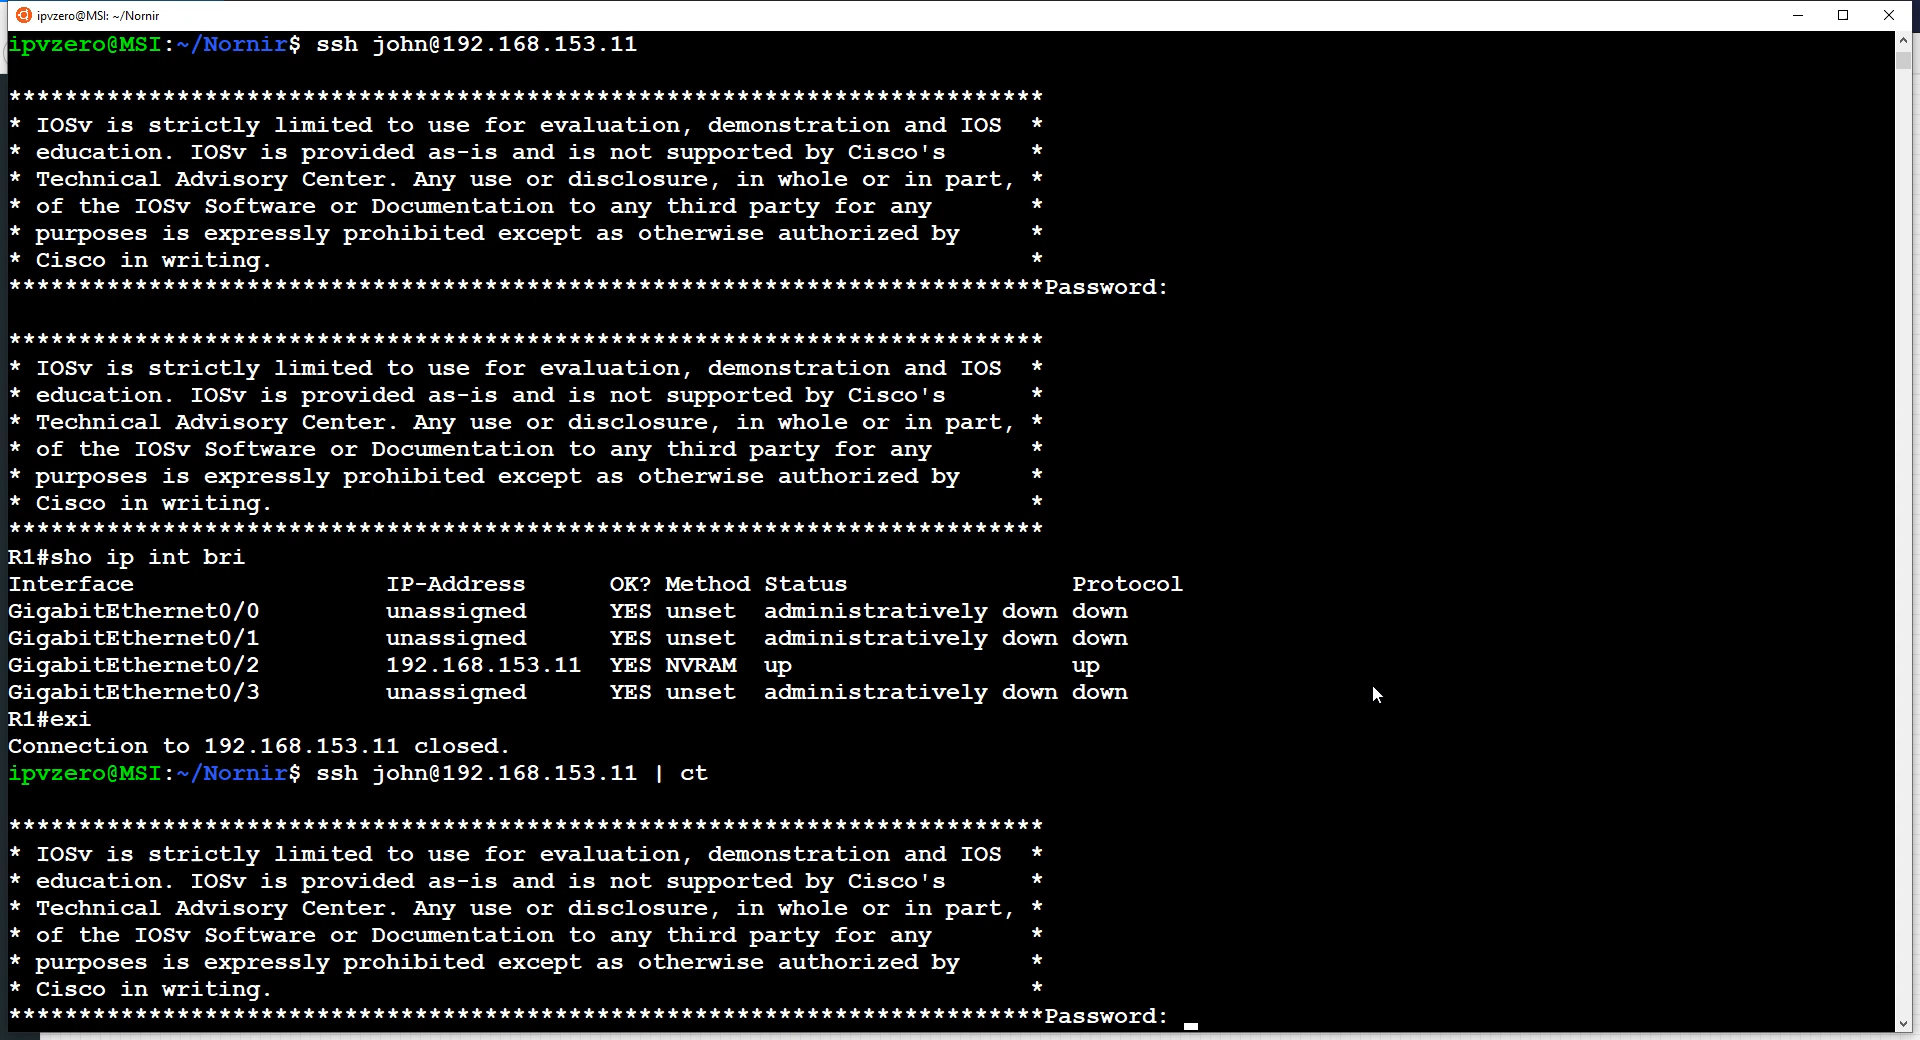 ipvzero@MSI: ~/Nornir
ipvzero@MSI:~/Nornir$ ssh john@192.168.153.11
**************************************************************************
* IOSv is strictly limited to use for evaluation, demonstration and IOS  *
* education. IOSv is provided as-is and is not supported by Cisco's      *
* Technical Advisory Center. Any use or disclosure, in whole or in part, *
* of the IOSv Software or Documentation to any third party for any       *
* purposes is expressly prohibited except as otherwise authorized by     *
* Cisco in writing.                                                      *
**************************************************************************Password:
**************************************************************************
* IOSv is strictly limited to use for evaluation, demonstration and IOS  *
* education. IOSv is provided as-is and is not supported by Cisco's      *
* Technical Advisory Center. Any use or disclosure, in whole or in part, *
* of the IOSv Software or Documentation to any third party for any       *
* purposes is expressly prohibited except as otherwise authorized by     *
* Cisco in writing.                                                      *
**************************************************************************
R1#sho ip int bri
Interface                  IP-Address      OK? Method Status                Protocol
GigabitEthernet0/0         unassigned      YES unset  administratively down down
GigabitEthernet0/1         unassigned      YES unset  administratively down down
GigabitEthernet0/2         192.168.153.11  YES NVRAM  up                    up
GigabitEthernet0/3         unassigned      YES unset  administratively down down
R1#exi
Connection to 192.168.153.11 closed.
ipvzero@MSI:~/Nornir$ ssh john@192.168.153.11 | ct
**************************************************************************
* IOSv is strictly limited to use for evaluation, demonstration and IOS  *
* education. IOSv is provided as-is and is not supported by Cisco's      *
* Technical Advisory Center. Any use or disclosure, in whole or in part, *
* of the IOSv Software or Documentation to any third party for any       *
* purposes is expressly prohibited except as otherwise authorized by     *
* Cisco in writing.                                                      *
**************************************************************************Password: